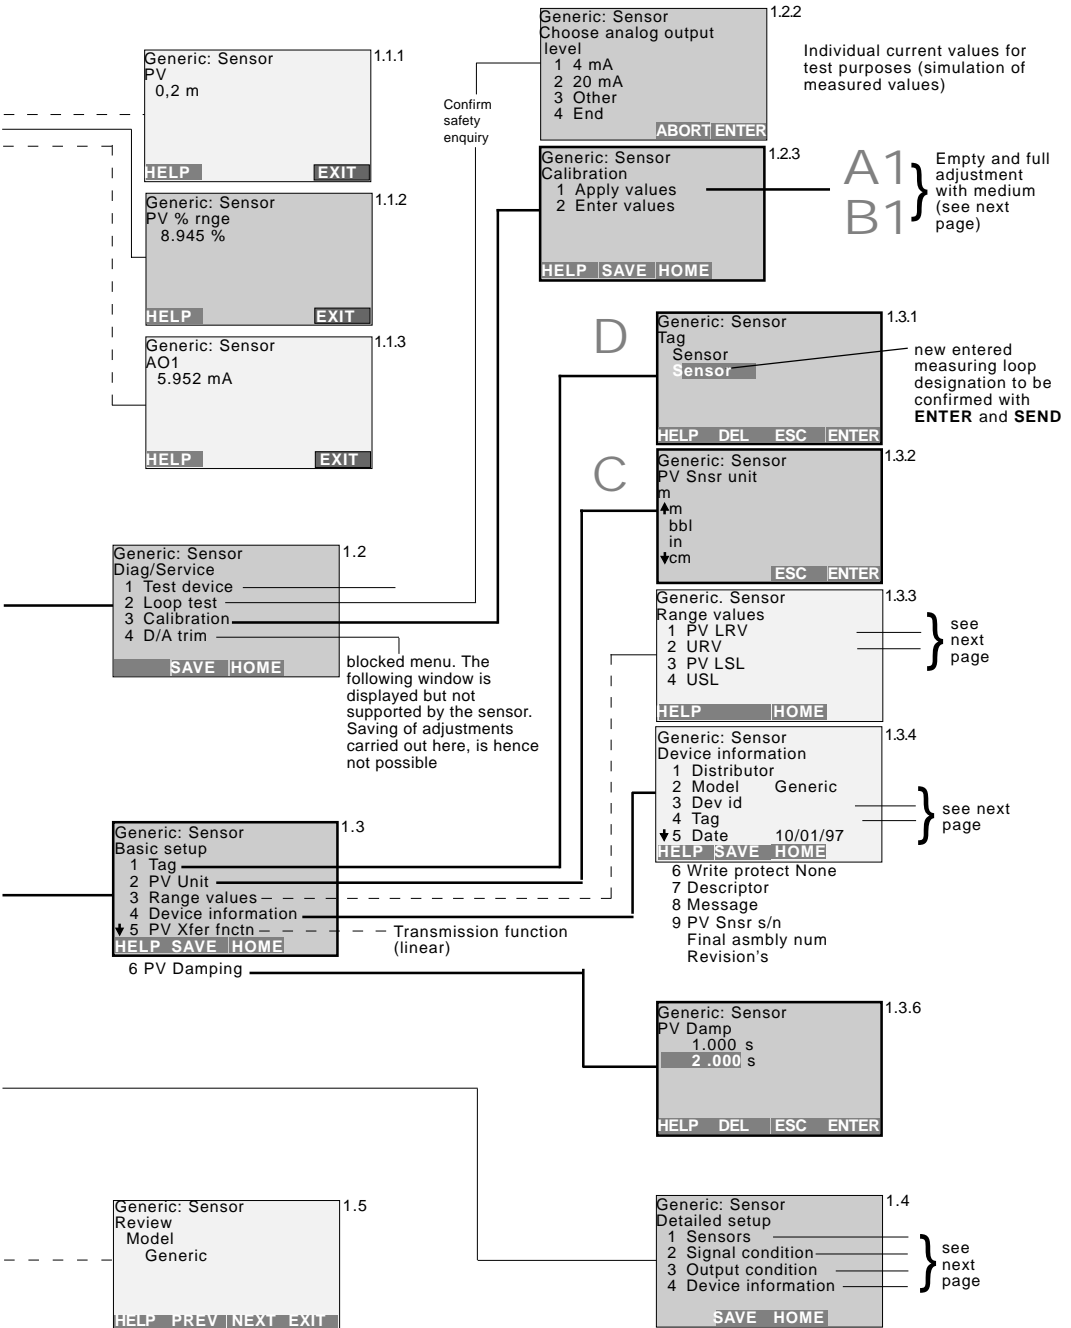 Generic: Sensor
PV
0,2 m
HELP EXIT
1.1.1
Generic: Sensor
PV % rnge
8.945 %
HELP EXIT
1.1.2
Generic: Sensor
AO1
5.952 mA
HELP EXIT
1.1.3
Confirm
safety
enquiry
Generic: Sensor
Choose analog output
level
1 4 mA
2 20 mA
3 Other
4 End
ABORT ENTER
1.2.2
Individual current values for
test purposes (simulation of
measured values)
Generic: Sensor
Calibration
1 Apply values
2 Enter values
HELP SAVE HOME
1.2.3
A1
B1
Empty and full
adjustment
with medium
(see next
page)
D
Generic: Sensor
Tag
Sensor
Sensor
HELP DEL ESC ENTER
1.3.1
new entered
measuring loop
designation to be
confirmed with
ENTER and SEND
C
Generic: Sensor
PV Snsr unit
m
m
bbl
in
cm
ESC ENTER
1.3.2
Generic: Sensor
Diag/Service
1 Test device
2 Loop test
3 Calibration
4 D/A trim
SAVE HOME
1.2
blocked menu. The
following window is
displayed but not
supported by the sensor.
Saving of adjustments
carried out here, is hence
not possible
Generic. Sensor
Range values
1 PV LRV
2 URV
3 PV LSL
4 USL
HELP HOME
1.3.3
see
next
page
Generic: Sensor
Device information
1 Distributor
2 Model Generic
3 Dev id
4 Tag
5 Date 10/01/97
HELP SAVE HOME
6 Write protect None
7 Descriptor
8 Message
9 PV Snsr s/n
Final asmbly num
Revision's
1.3.4
see next
page
Generic: Sensor
Basic setup
1 Tag
2 PV Unit
3 Range values
4 Device information
5 PV Xfer fnctn
HELP SAVE HOME
6 PV Damping
1.3
Transmission function
(linear)
Generic: Sensor
PV Damp
1.000 s
2 .000 s
HELP DEL ESC ENTER
1.3.6
Generic: Sensor
Review
Model
Generic
HELP PREV NEXT EXIT
1.5
Generic: Sensor
Detailed setup
1 Sensors
2 Signal condition
3 Output condition
4 Device information
SAVE HOME
1.4
see
next
page